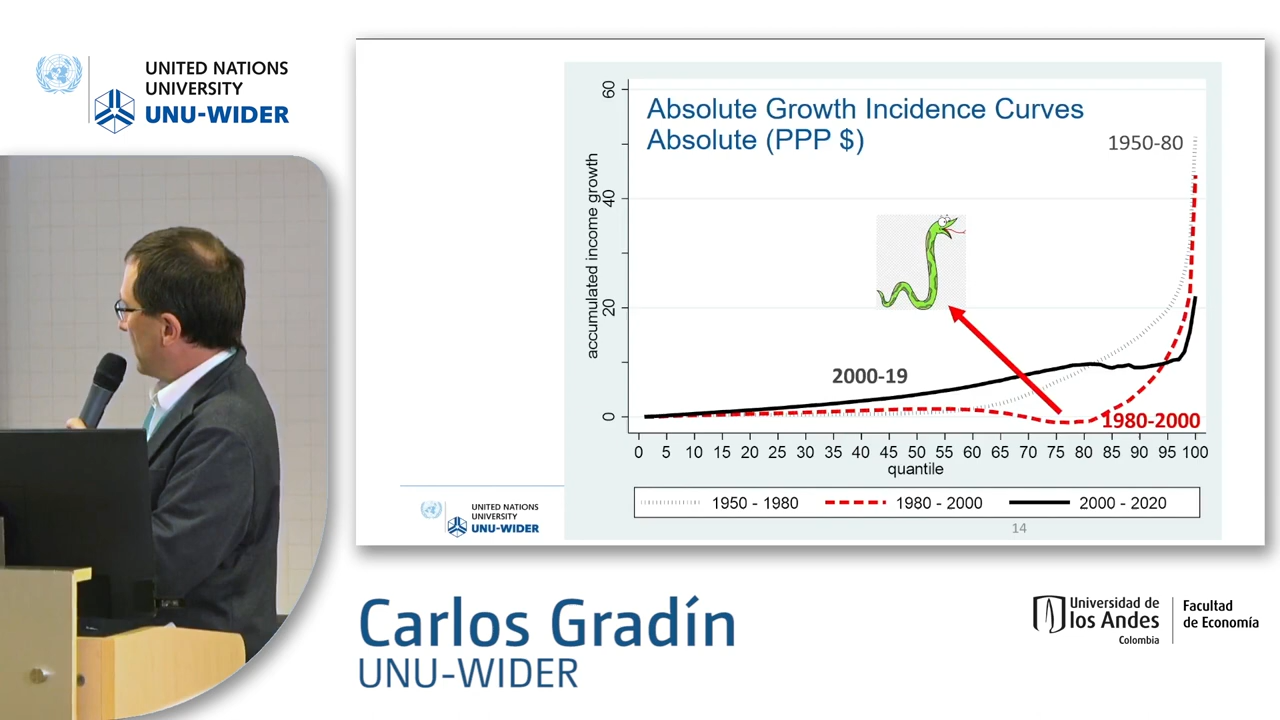 UNITED NATIONS
UNIVERSITY
UNU-WIDER
Absolute Growth Incidence Curves
Absolute (PPP $)
1950-80
2000-19
1980-2000
accumulated income growth
60
40
20
0
0 5 10 15 20 25 30 35 40 45 50 55 60 65 70 75 80 85 90 95 100
quantile
1950 - 1980 1980 - 2000 2000 - 2020
14
UNITED NATIONS
UNIVERSITY
UNU-WIDER
Carlos Gradín
UNU-WIDER
Universidad de
los Andes
Colombia
Facultad
de Economía